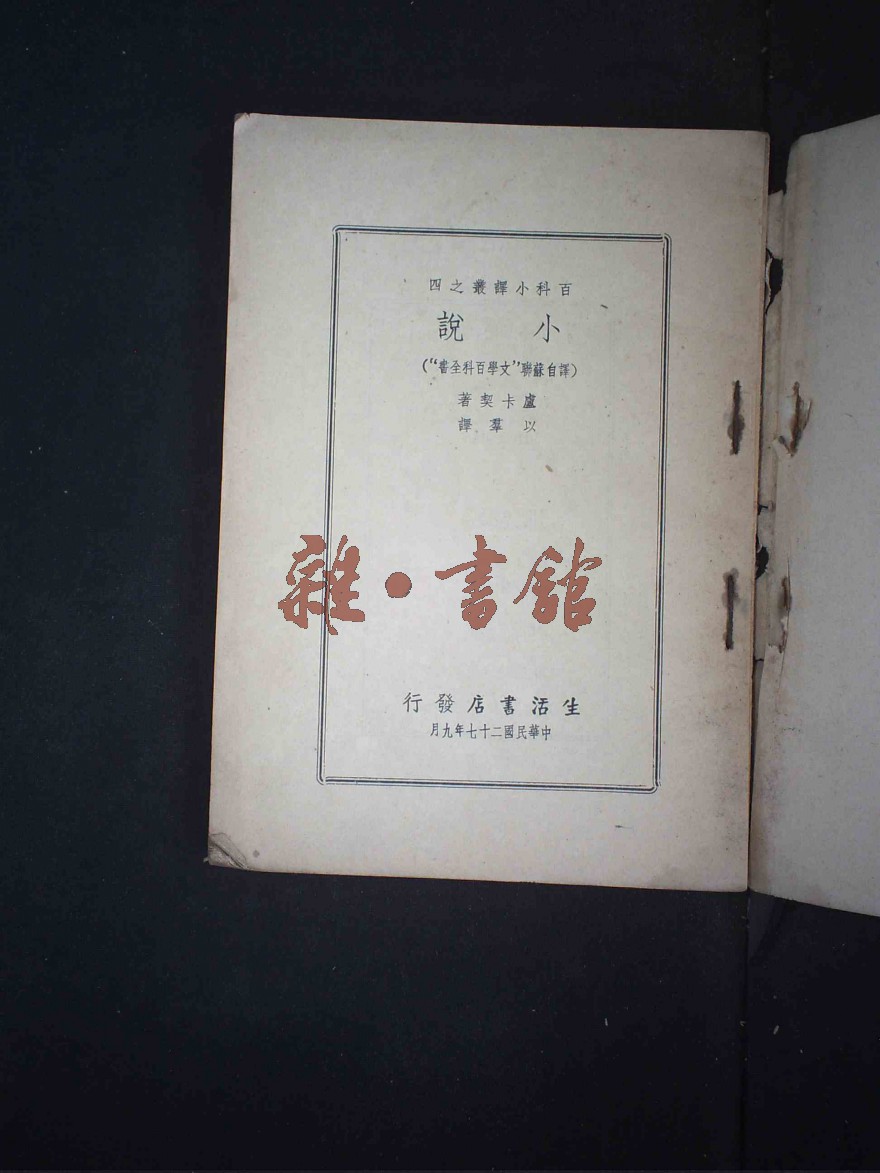 百科小譯叢之四
小說
(譯自蘇聯"文學百科全書")
盧卡契著
以羣譯
雜·書館
生活書店發行
中華民國二十七年九月